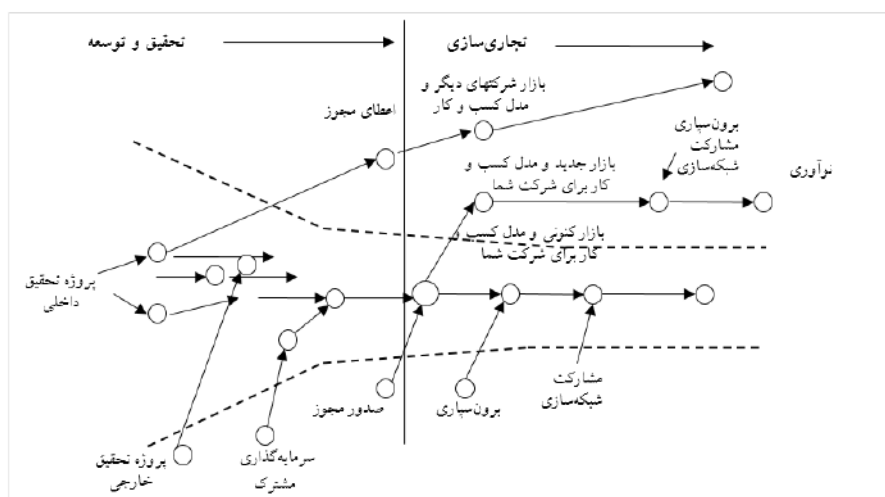 تحقیق و توسعه
تجاری‌سازی
بازار شرکتهای دیگر و
مدل کسب و کار
اعطای مجوز
برون‌سپاری
مشارکت
شبکه‌سازی
بازار جدید و مدل کسب و
کار برای شرکت شما
نوآوری
بازار کنونی و مدل کسب و
کار برای شرکت شما
پروژه تحقیق
داخلی
صدور مجوز
برون‌سپاری
مشارکت
شبکه‌سازی
سرمایه‌گذاری
مشترک
پروژه تحقیق
خارجی